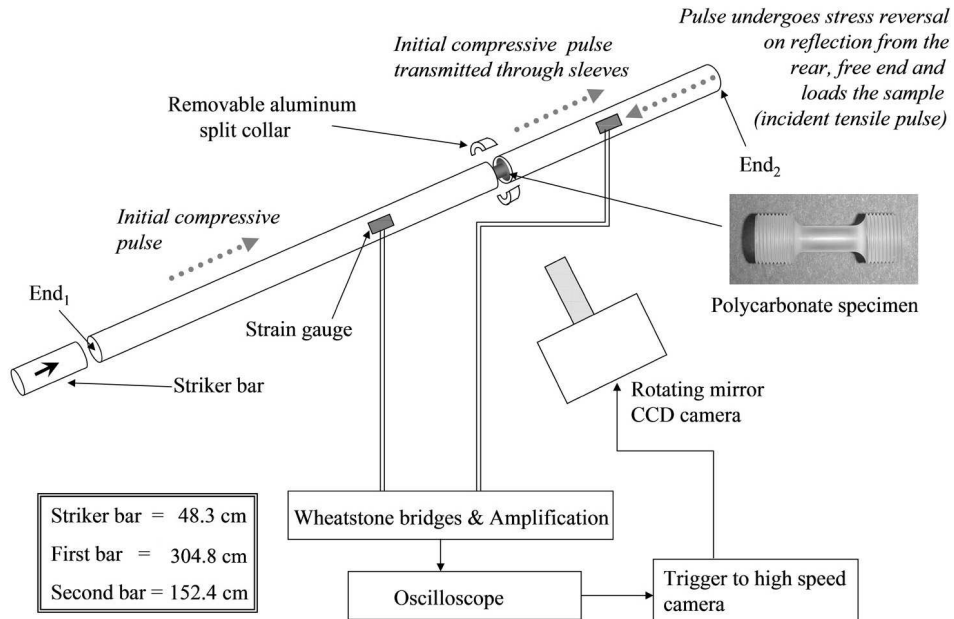 Pulse undergoes stress reversal
on reflection from the
rear, free end and
loads the sample
(incident tensile pulse)
Initial compressive pulse
transmitted through sleeves
Removable aluminum
split collar
End₂
Initial compressive
pulse
End₁
Strain gauge
Polycarbonate specimen
Striker bar
Rotating mirror
CCD camera
Striker bar = 48.3 cm
First bar = 304.8 cm
Second bar = 152.4 cm
Wheatstone bridges & Amplification
Oscilloscope
Trigger to high speed
camera